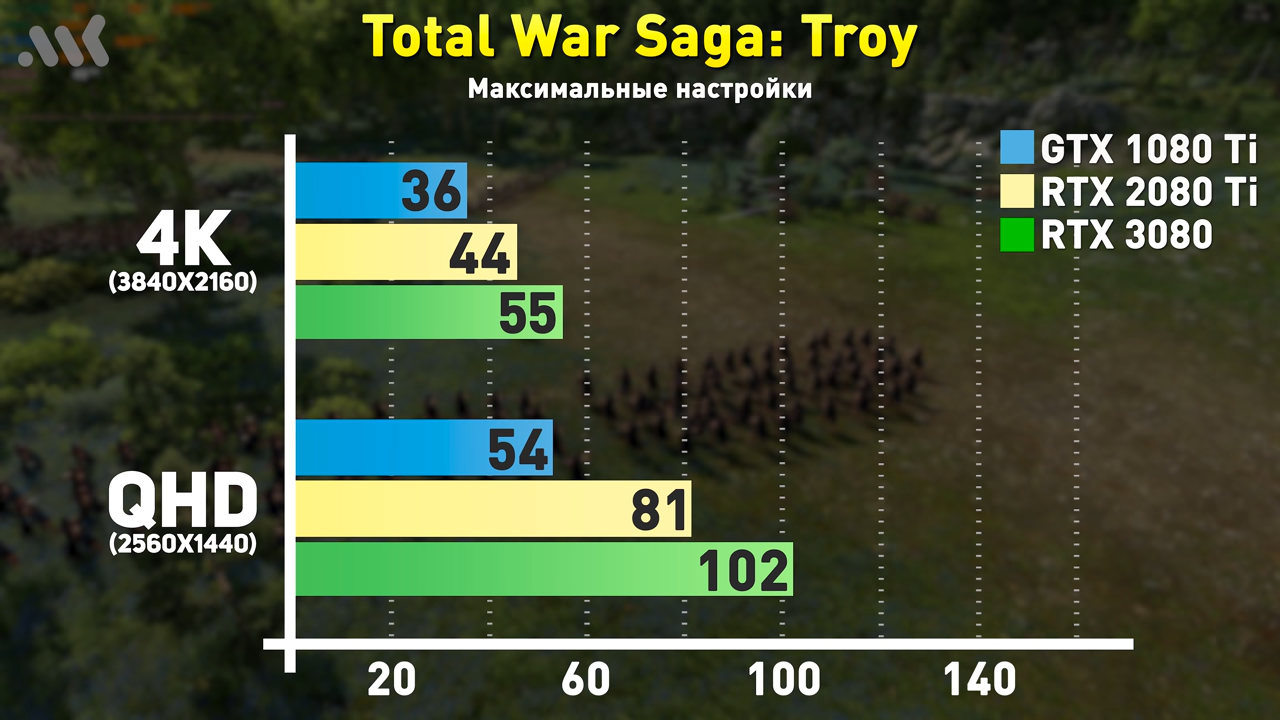 Total War Saga: Troy
Максимальные настройки
GTX 1080 Ti
RTX 2080 Ti
RTX 3080
4K
(3840X2160)
36
44
55
QHD
(2560X1440)
54
81
102
20 60 100 140